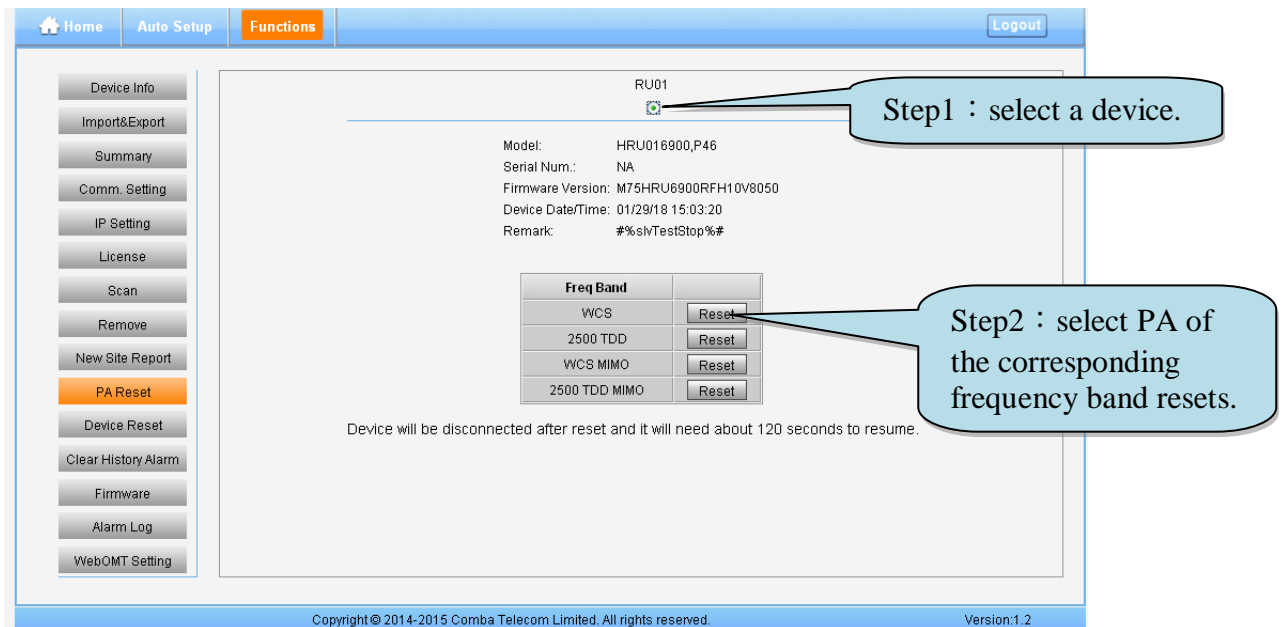 Home
Auto Setup
Functions
Logout
Device Info
Import&Export
Summary
Comm. Setting
IP Setting
License
Scan
Remove
New Site Report
PA Reset
Device Reset
Clear History Alarm
Firmware
Alarm Log
WebOMT Setting
RU01
Step1：select a device.
Model: HRU016900,P46
Serial Num.: NA
Firmware Version: M75HRU6900RFH10V8050
Device Date/Time: 01/29/18 15:03:20
Remark: #%slvTestStop%#
Freq Band
WCS Reset
2500 TDD Reset
WCS MIMO Reset
2500 TDD MIMO Reset
Step2：select PA of
the corresponding
frequency band resets.
Device will be disconnected after reset and it will need about 120 seconds to resume.
Copyright © 2014-2015 Comba Telecom Limited. All rights reserved.
Version:1.2